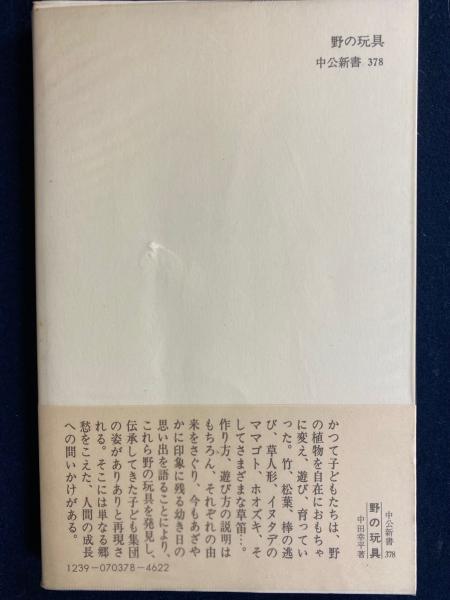 野の玩具
中公新書 378
かつて子どもたちは、野
の植物を自在におもちゃ
に変え、遊び、育ってい
った。竹、松葉、棒の逃
び、草人形、イヌタデの
ママゴト、ホオズキ、そ
してさまざまな草笛…。
作り方、遊び方の説明は
もちろん、それぞれの由
来をさぐり、今もあざや
かに印象に残る幼き日の
思い出を語ることにより、
これら野の玩具を発見し、
伝承してきた子ども集団
の姿がありありと再現さ
れる。そこには単なる郷
愁をこえた、人間の成長
への問いかけがある。
中公新書 378
野の玩具
中田幸平著
1239-070378-4622